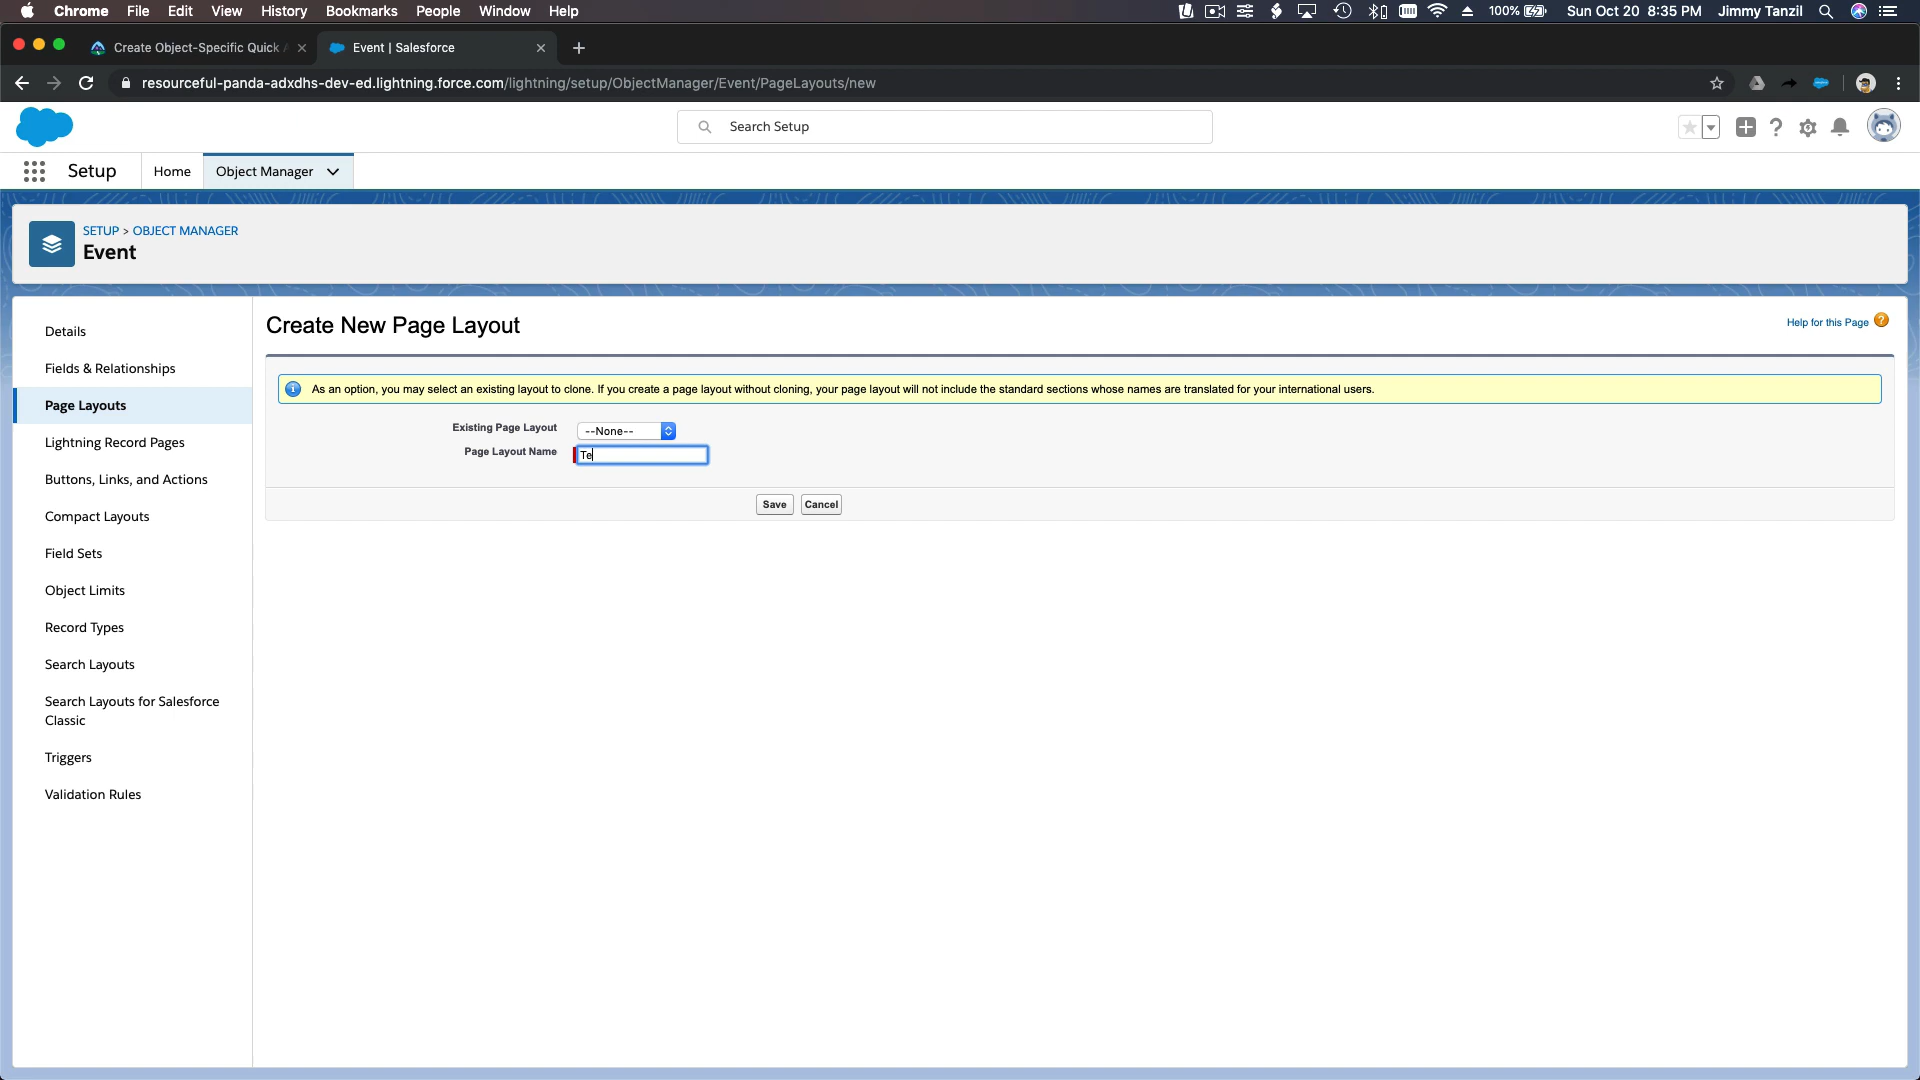 Chrome File Edit View History Bookmarks People Window Help 100% Sun Oct 20 8:35 PM Jimmy Tanzil
Create Object-Specific Quick A
Event | Salesforce
resourceful-panda-adxdhs-dev-ed.lightning.force.com/lightning/setup/ObjectManager/Event/PageLayouts/new
Search Setup
Setup Home Object Manager
SETUP > OBJECT MANAGER
Event
Details
Fields & Relationships
Page Layouts
Lightning Record Pages
Buttons, Links, and Actions
Compact Layouts
Field Sets
Object Limits
Record Types
Search Layouts
Search Layouts for Salesforce
Classic
Triggers
Validation Rules
Create New Page Layout
Help for this Page ?
As an option, you may select an existing layout to clone. If you create a page layout without cloning, your page layout will not include the standard sections whose names are translated for your international users.
Existing Page Layout --None--
Page Layout Name Te
Save Cancel